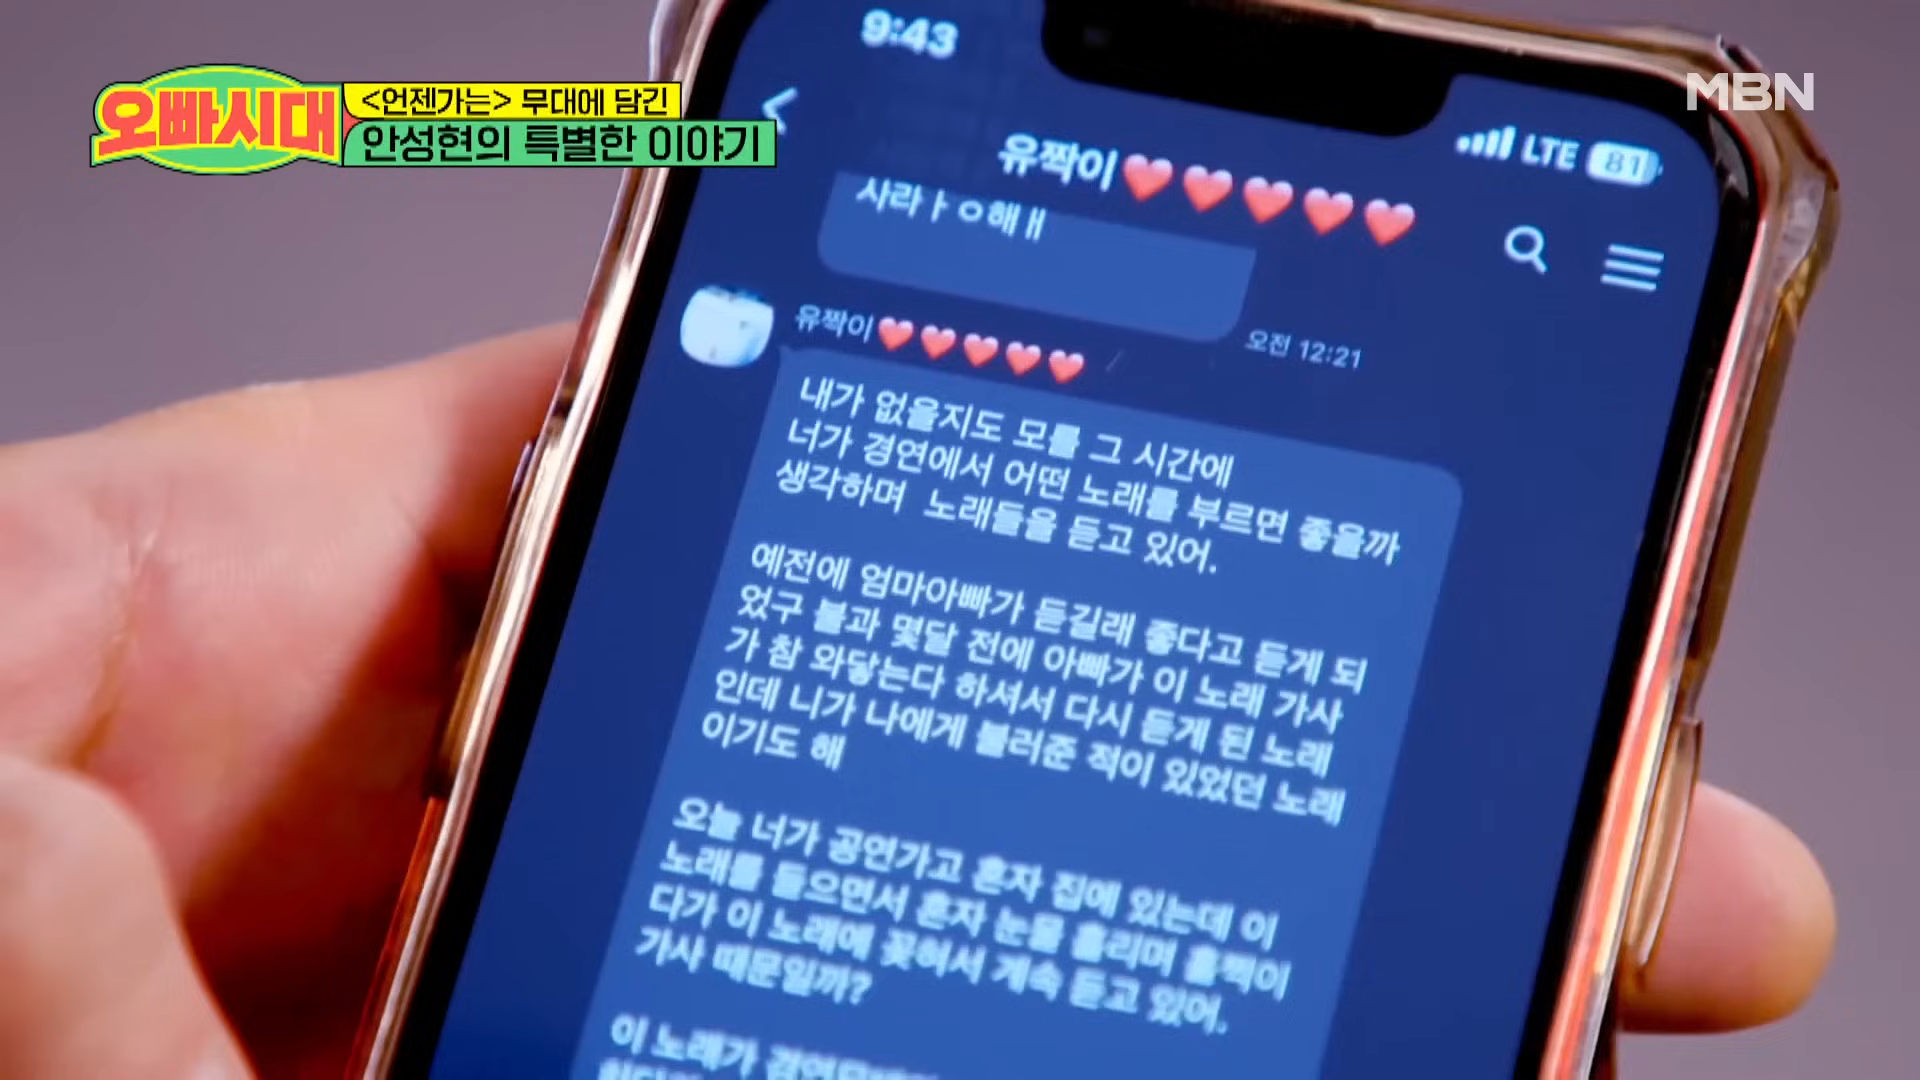 9:43
LTE 81
MBN
오빠시대
<언젠가는> 무대에 담긴
안성현의 특별한 이야기
유짝이❤️❤️❤️❤️❤️
사라ㅏㅇ해ㅐ
오전 12:21
유짝이❤️❤️❤️❤️❤️
내가 없을지도 모를 그 시간에
너가 경연에서 어떤 노래를 부르면 좋을까
생각하며 노래들을 듣고 있어.
예전에 엄마아빠가 듣길래 좋다고 듣게 되
었구 불과 몇달 전에 아빠가 이 노래 가사
가 참 와닿는다 하셔서 다시 듣게 된 노래
인데 니가 나에게 불러준 적이 있었던 노래
이기도 해
오늘 너가 공연가고 혼자 집에 있는데 이
노래를 들으면서 혼자 눈물 흘리며 훌쩍이
다가 이 노래에 꽂혀서 계속 듣고 있어.
가사 때문일까?
이 노래가